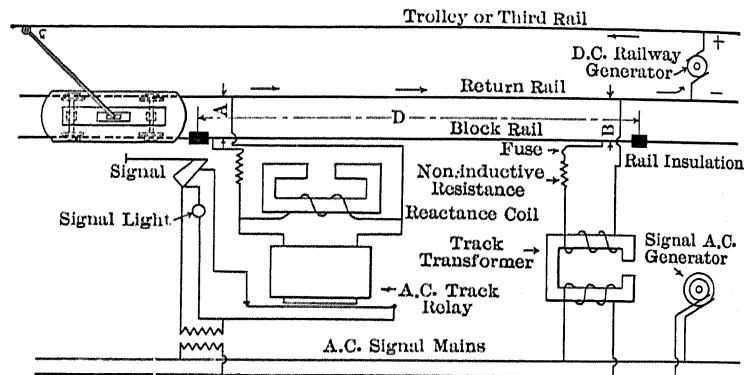 Trolley or Third Rail
+
G
D.C. Railway
Generator
Return Rail
−
A
D
B
Block Rail
Fuse
Rail Insulation
Signal
Non-inductive
Resistance
Signal Light
Reactance Coil
Track
Transformer
Signal A.C.
Generator
A.C. Track
Relay
A.C. Signal Mains